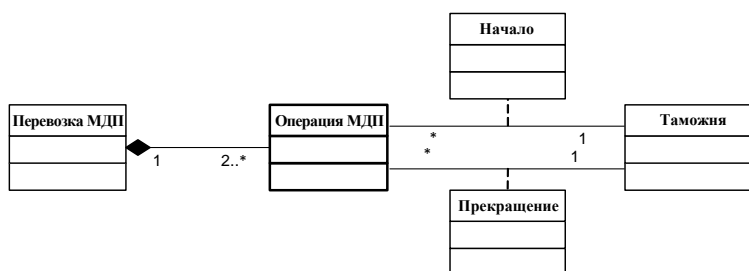 Начало
Перевозка МДП
Операция МДП
Таможня
* 1
* 1
1 2..*
Прекращение